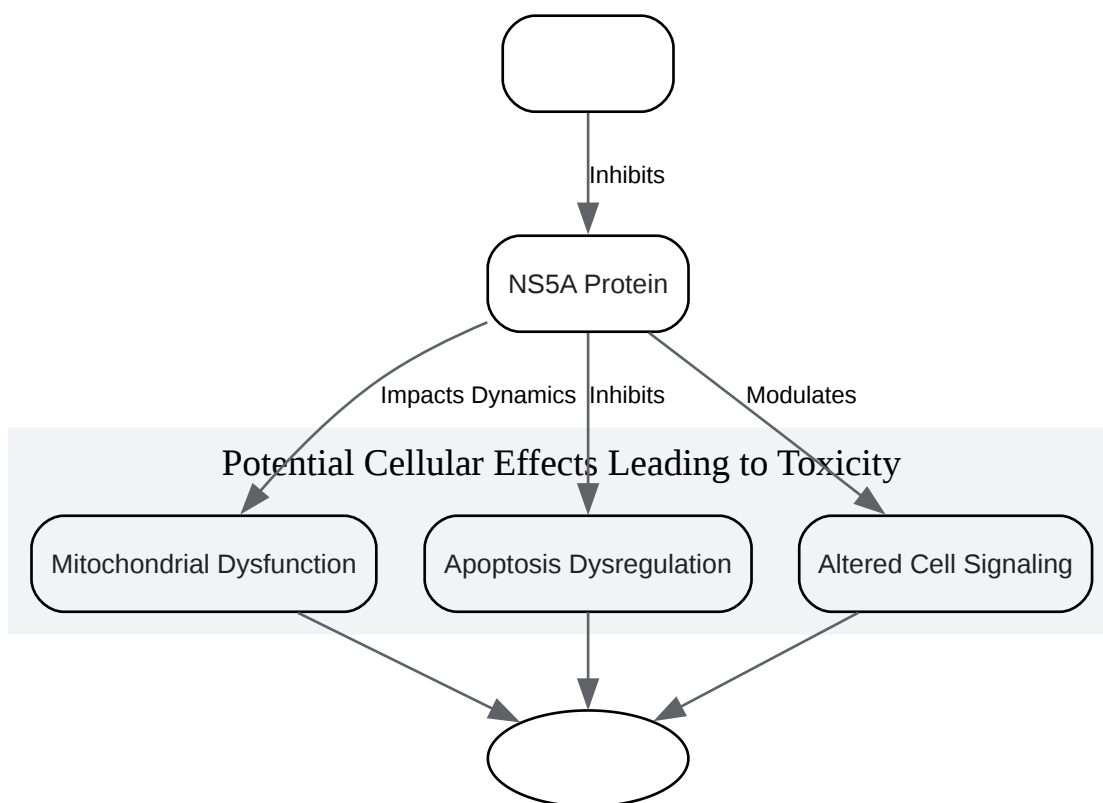 Inhibits
NS5A Protein
Impacts Dynamics
Inhibits
Modulates
Potential Cellular Effects Leading to Toxicity
Mitochondrial Dysfunction
Apoptosis Dysregulation
Altered Cell Signaling